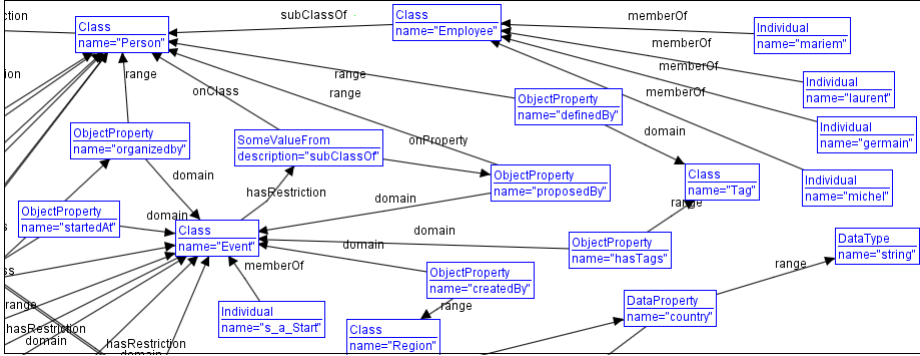 ction
subClassOf
Class
name="Employee"
memberOf
Individual
name="mariem"
Class
name="Person"
memberOf
range
range
onClass
range
memberOf
memberOf
Individual
name="laurent"
ction
ObjectProperty
name="definedBy"
Individual
name="germain"
ObjectProperty
name="organizedby"
SomeValueFrom
description="subClassOf"
onProperty
domain
domain
ObjectProperty
name="proposedBy"
Class
name="Tag"
Individual
name="michel"
hasRestriction
domain
range
ObjectProperty
name="startedAt"
domain
Class
name="Event"
domain
domain
ObjectProperty
name="hasTags"
DataType
name="string"
memberOf
ObjectProperty
name="createdBy"
range
ss
range
Individual
name="s_a_Start"
range
DataProperty
name="country"
hasRestriction
domain
hasRestriction
domain
Class
name="Region"